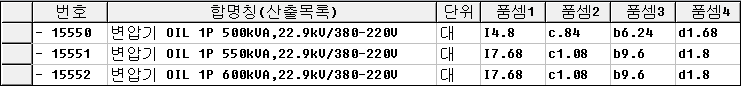 번호 합명칭(산출목록) 단위 품셈1 품셈2 품셈3 품셈4
- 15550 변압기 OIL 1P 500kVA,22.9kV/380-220V 대 I4.8 c.84 b6.24 d1.68
- 15551 변압기 OIL 1P 550kVA,22.9kV/380-220V 대 I7.68 c1.08 b9.6 d1.8
- 15552 변압기 OIL 1P 600kVA,22.9kV/380-220V 대 I7.68 c1.08 b9.6 d1.8